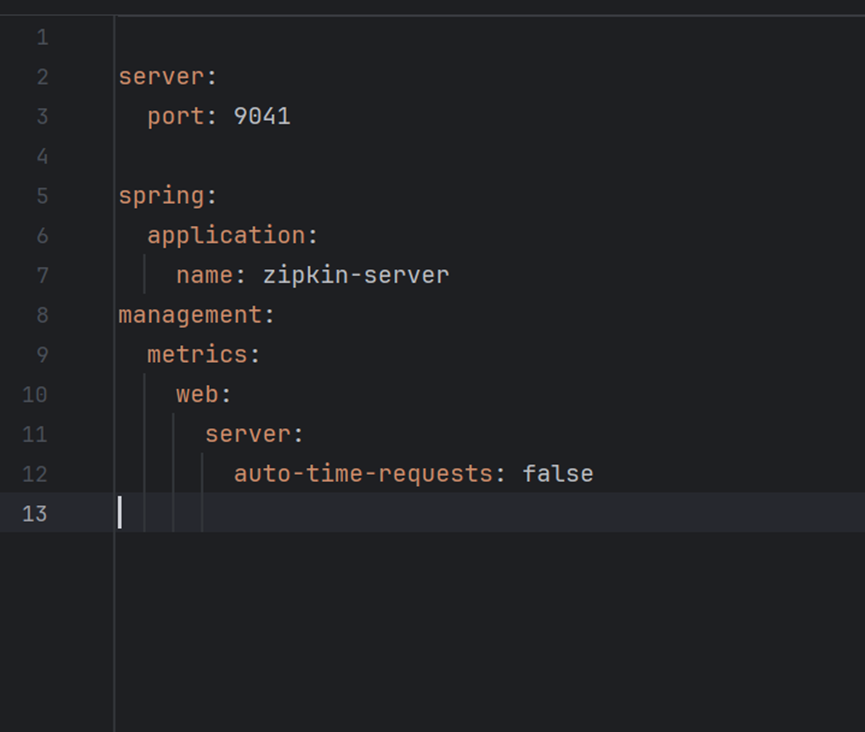 1
2 server:
3   port: 9041
4
5 spring:
6   application:
7     name: zipkin-server
8 management:
9   metrics:
10     web:
11       server:
12         auto-time-requests: false
13